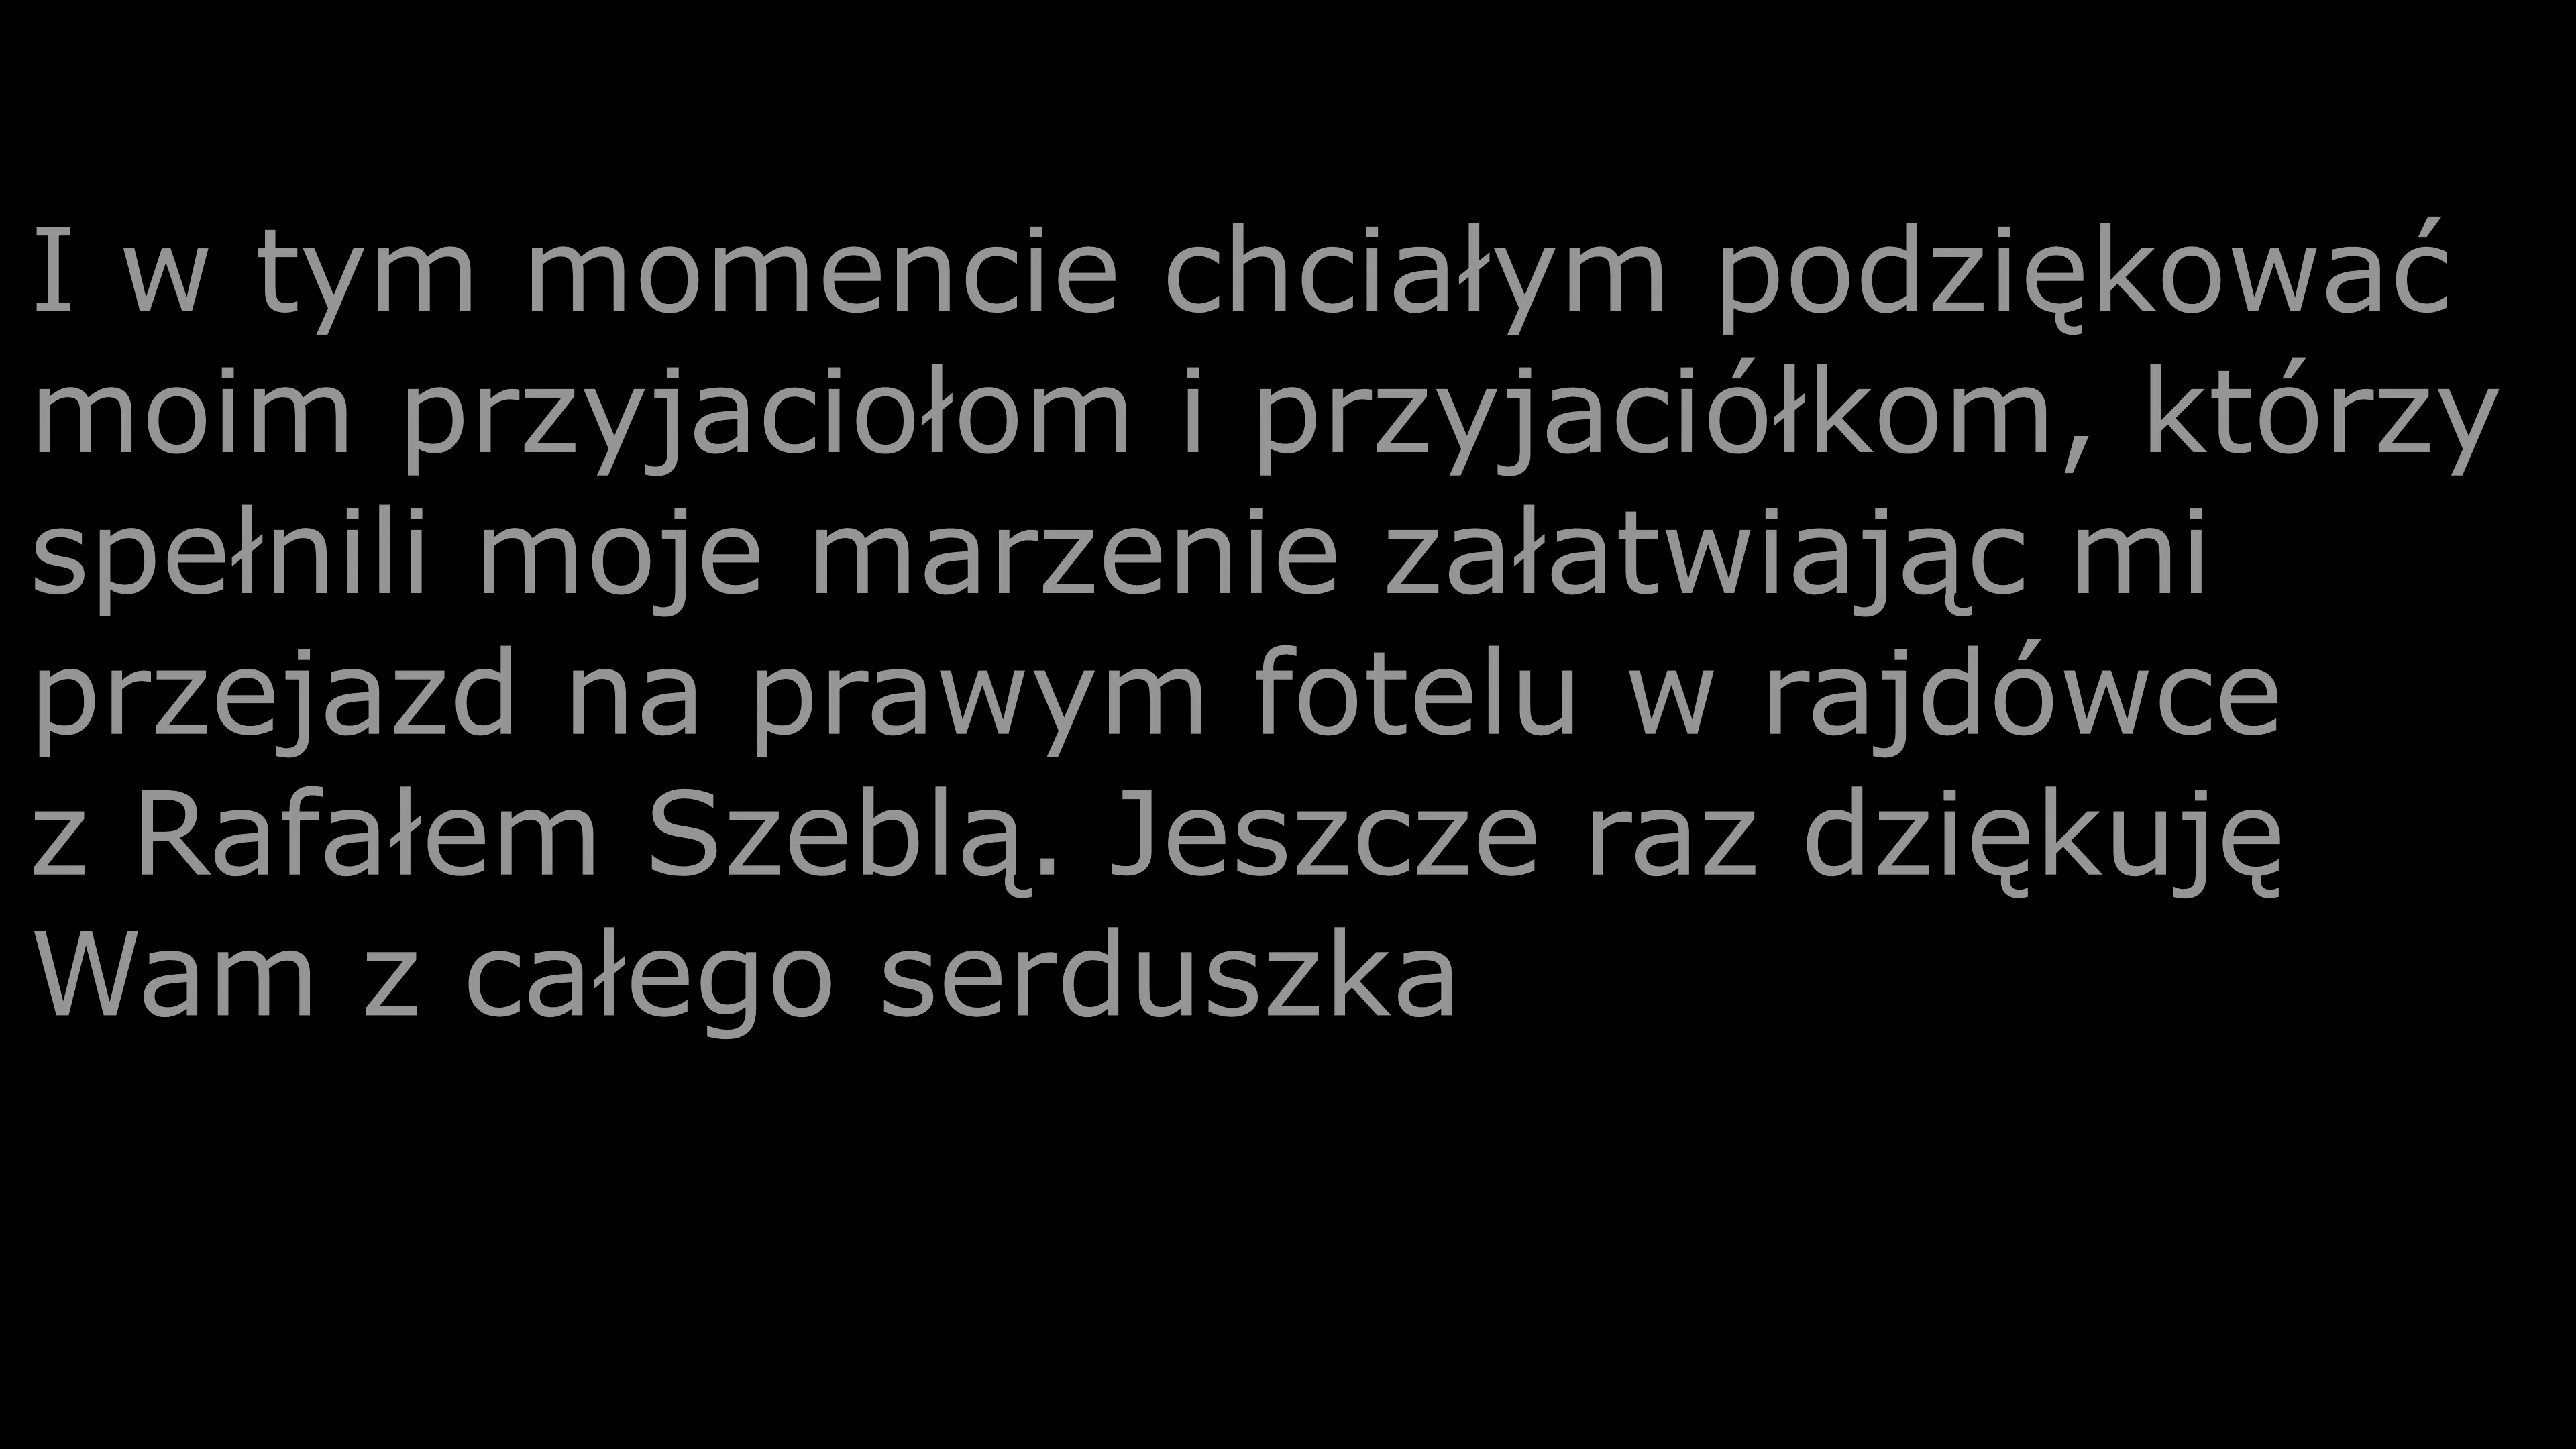 I w tym momencie chciałym podziękować
moim przyjaciołom i przyjaciółkom, którzy
spełnili moje marzenie załatwiając mi
przejazd na prawym fotelu w rajdówce
z Rafałem Szeblą. Jeszcze raz dziękuję
Wam z całego serduszka